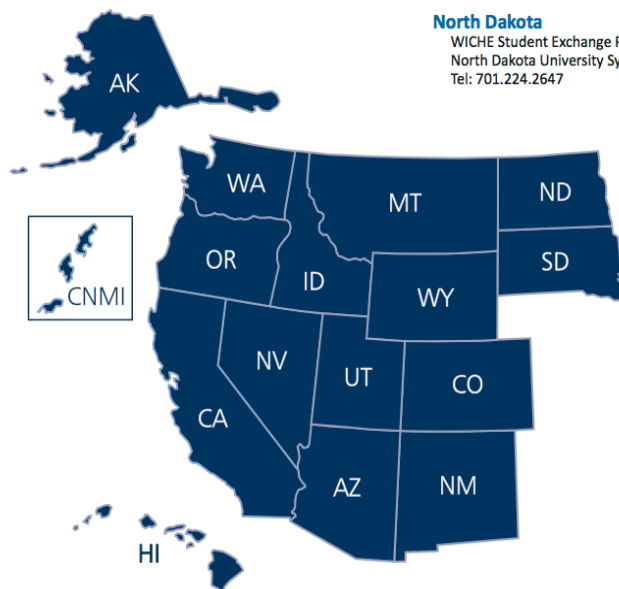 North Dakota
WICHE Student Exchange
North Dakota University
Tel: 701.224.2647
AK
WA
MT
ND
OR
ID
SD
CNMI
WY
NV
UT
CO
CA
AZ
NM
HI